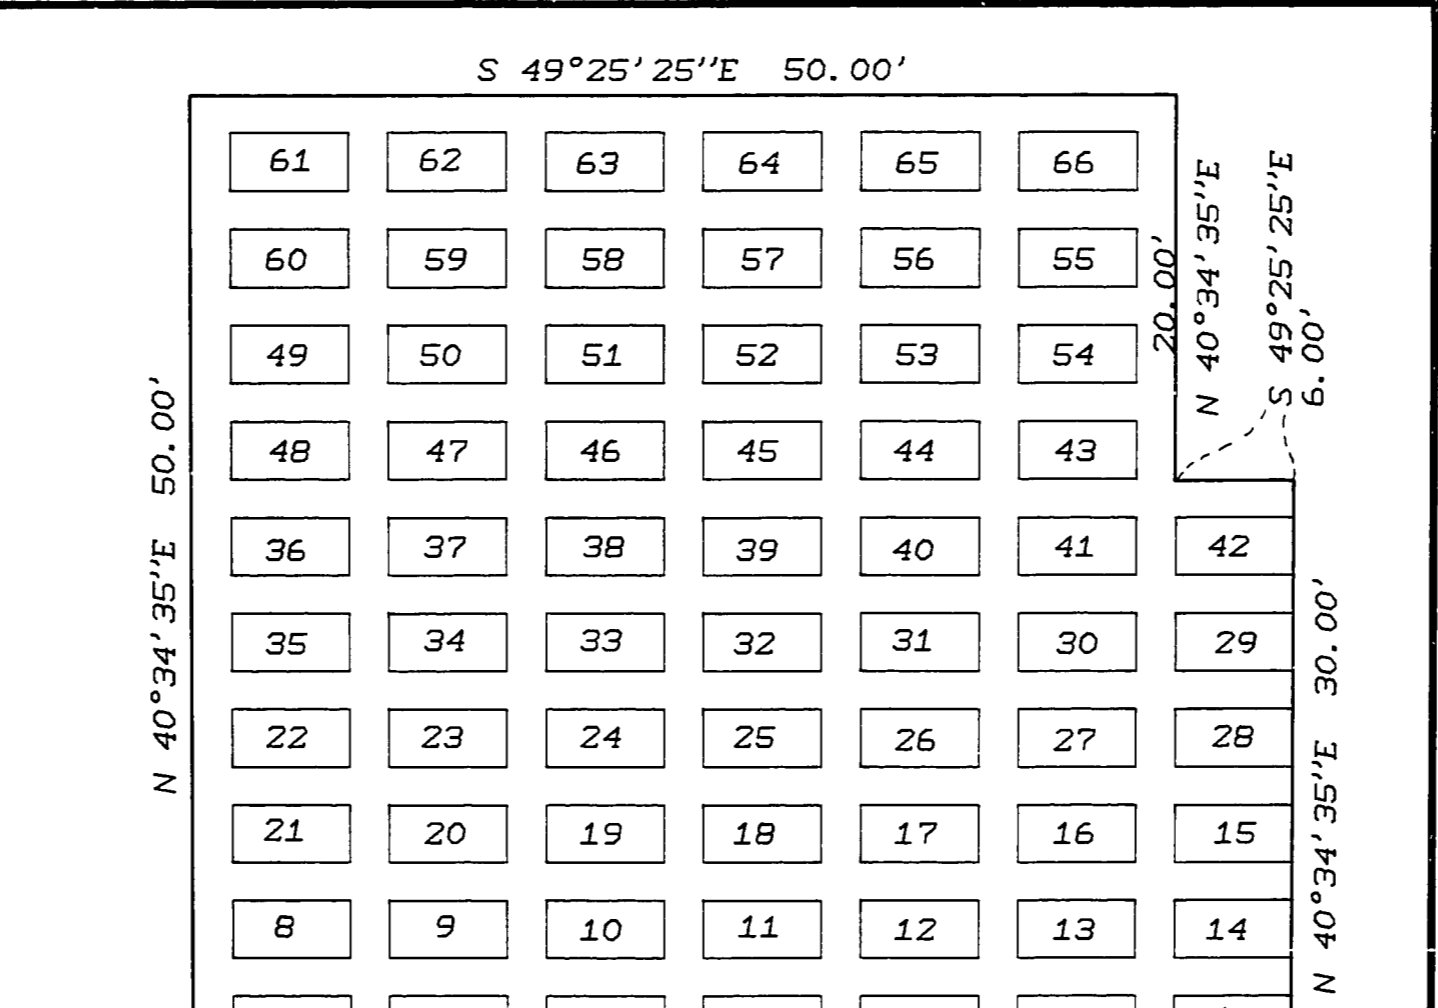 S 49°25'25"E 50.00'
61 62 63 64 65 66
60 59 58 57 56 55
49 50 51 52 53 54
48 47 46 45 44 43
36 37 38 39 40 41 42
35 34 33 32 31 30 29
22 23 24 25 26 27 28
21 20 19 18 17 16 15
8 9 10 11 12 13 14
N 40°34'35"E 50.00'
20.00'
N 40°34'35"E
S 49°25'25"E
6.00'
N 40°34'35"E 30.00'